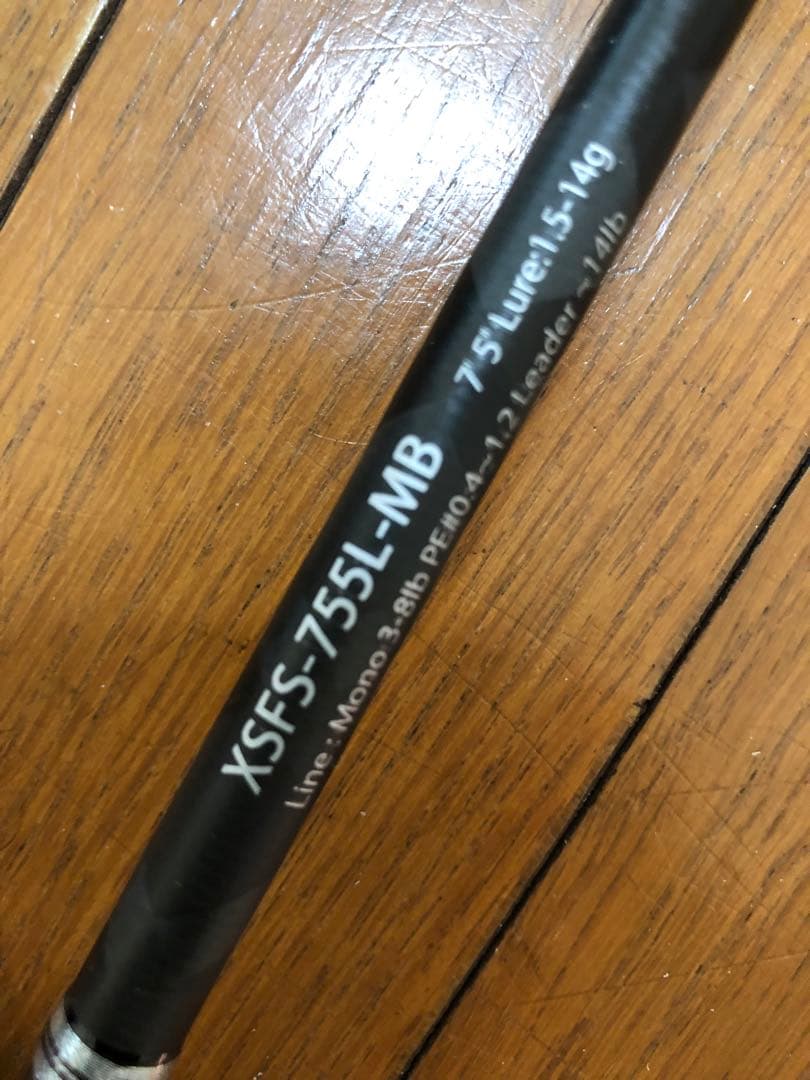 XSFS-755L-MB 7'5" Lure:1.5-14g
Line : Mono 3-8lb PE#0.4~1.2 Leader ~14lb